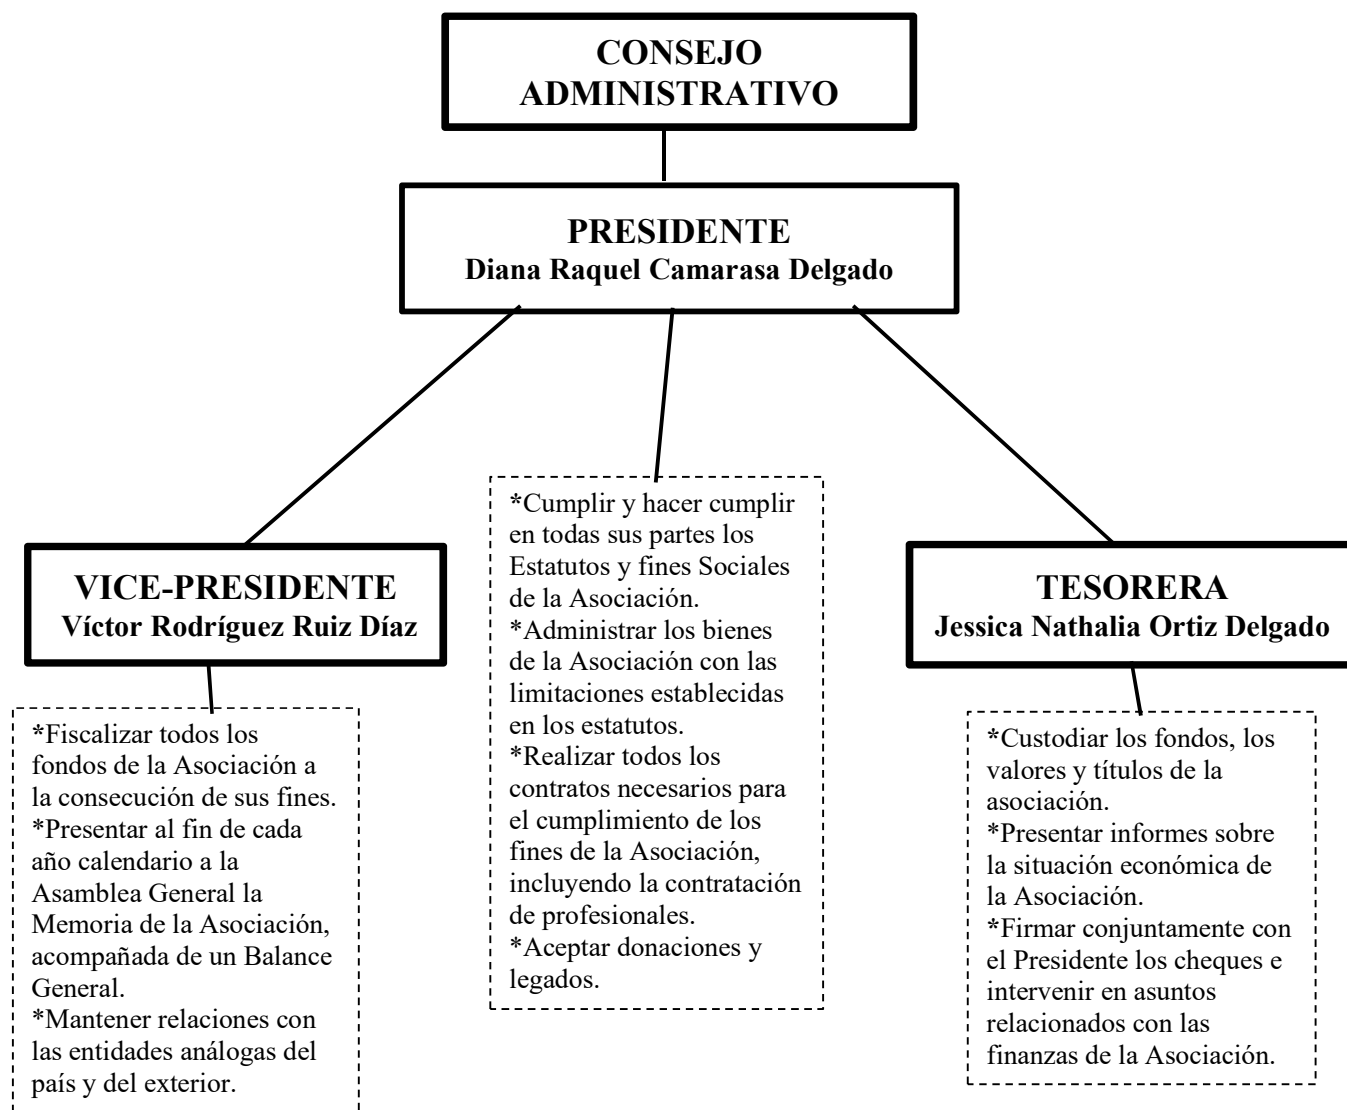 CONSEJO
ADMINISTRATIVO
PRESIDENTE
Diana Raquel Camarasa Delgado
VICE-PRESIDENTE
Víctor Rodríguez Ruiz Díaz
*Fiscalizar todos los
fondos de la Asociación a
la consecución de sus fines.
*Presentar al fin de cada
año calendario a la
Asamblea General la
Memoria de la Asociación,
acompañada de un Balance
General.
*Mantener relaciones con
las entidades análogas del
país y del exterior.
*Cumplir y hacer cumplir
en todas sus partes los
Estatutos y fines Sociales
de la Asociación.
*Administrar los bienes
de la Asociación con las
limitaciones establecidas
en los estatutos.
*Realizar todos los
contratos necesarios para
el cumplimiento de los
fines de la Asociación,
incluyendo la contratación
de profesionales.
*Aceptar donaciones y
legados.
TESORERA
Jessica Nathalia Ortiz Delgado
*Custodiar los fondos, los
valores y títulos de la
asociación.
*Presentar informes sobre
la situación económica de
la Asociación.
*Firmar conjuntamente con
el Presidente los cheques e
intervenir en asuntos
relacionados con las
finanzas de la Asociación.